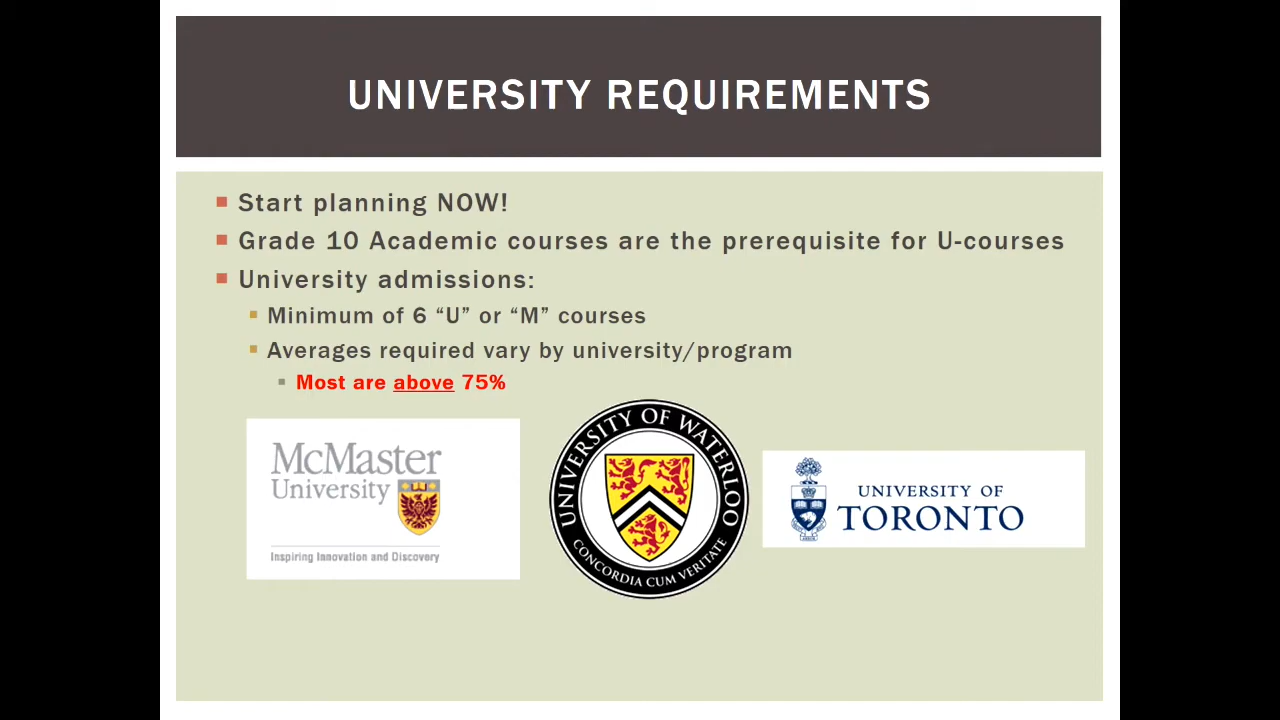 UNIVERSITY REQUIREMENTS
Start planning NOW!
Grade 10 Academic courses are the prerequisite for U-courses
University admissions:
Minimum of 6 “U” or “M” courses
Averages required vary by university/program
Most are above 75%
McMaster
University
Inspiring Innovation and Discovery
UNIVERSITY OF WATERLOO
CONCORDIA CUM VERITATE
UNIVERSITY OF
TORONTO